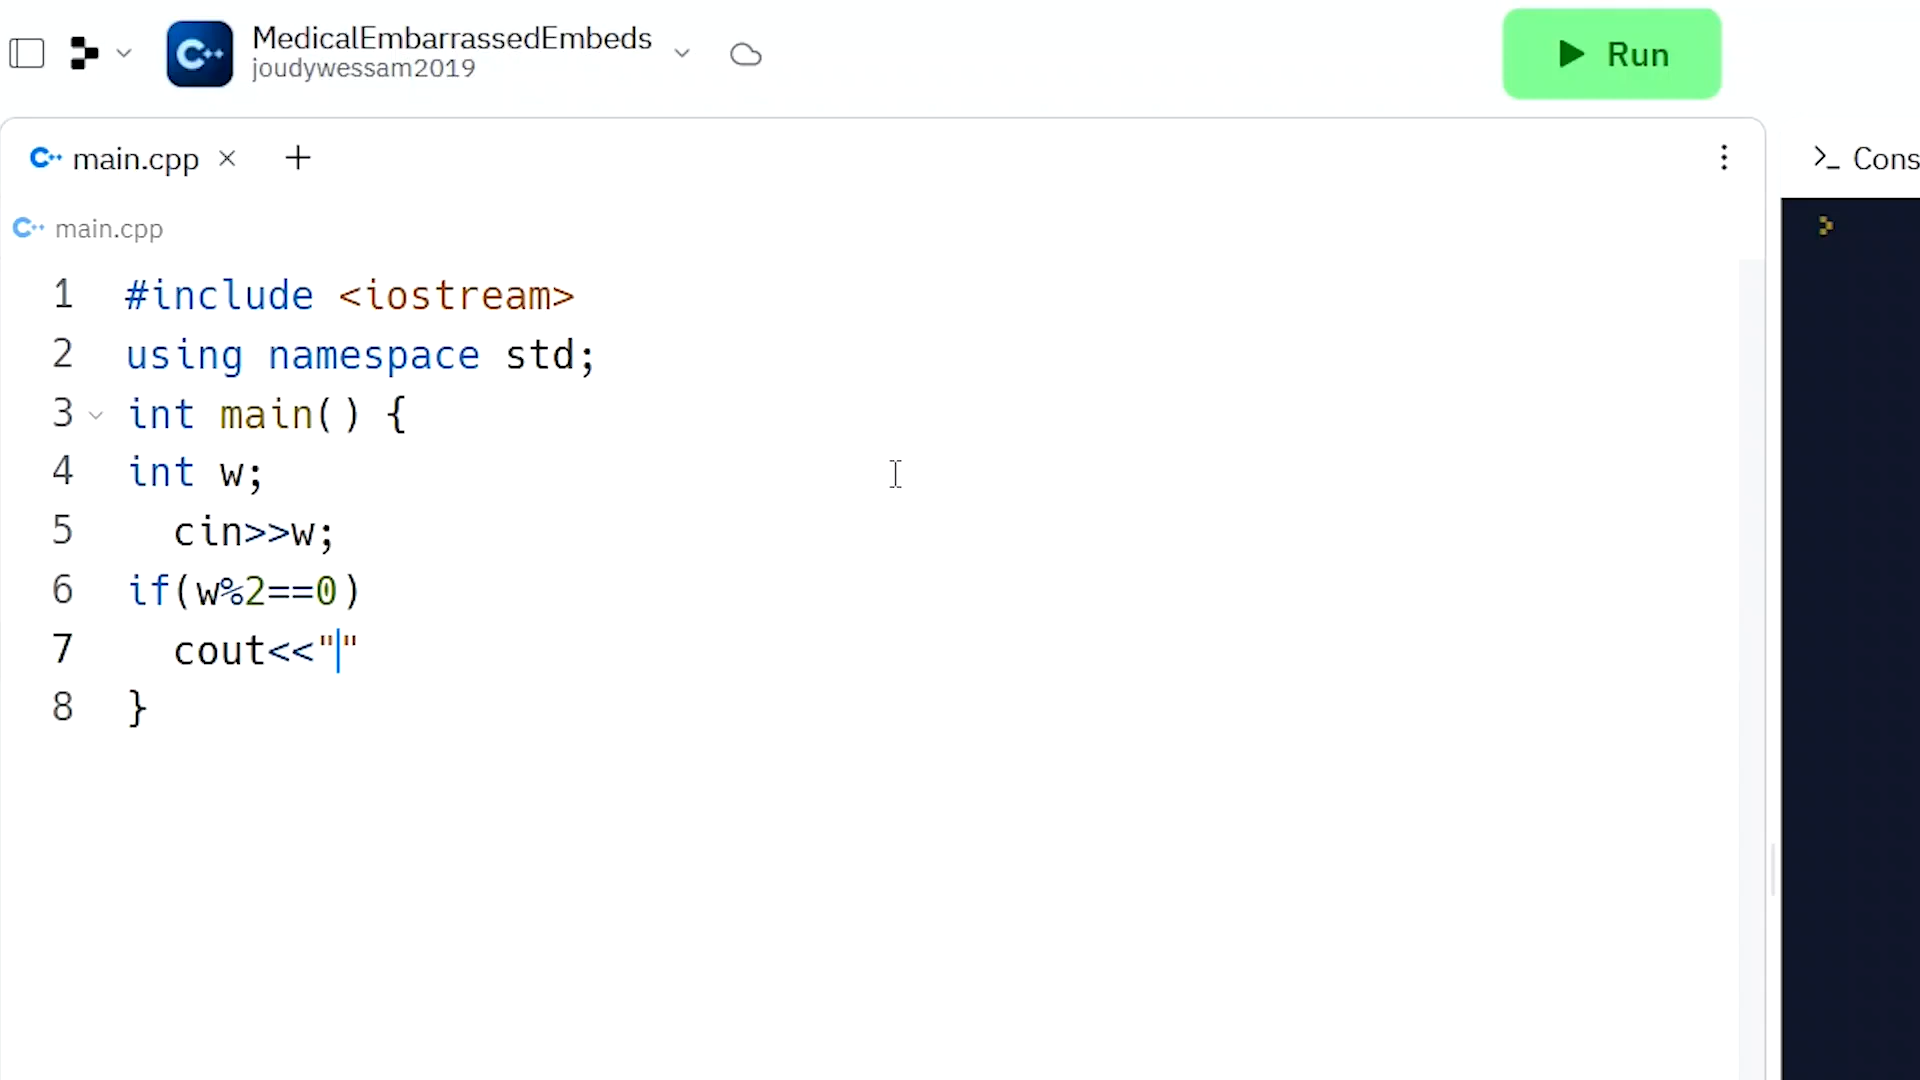 MedicalEmbarrassedEmbeds
joudywessam2019
Run
main.cpp
>_ Cons
main.cpp
1 #include <iostream>
2 using namespace std;
3 int main() {
4 int w;
5 cin>>w;
6 if(w%2==0)
7 cout<<""
8 }